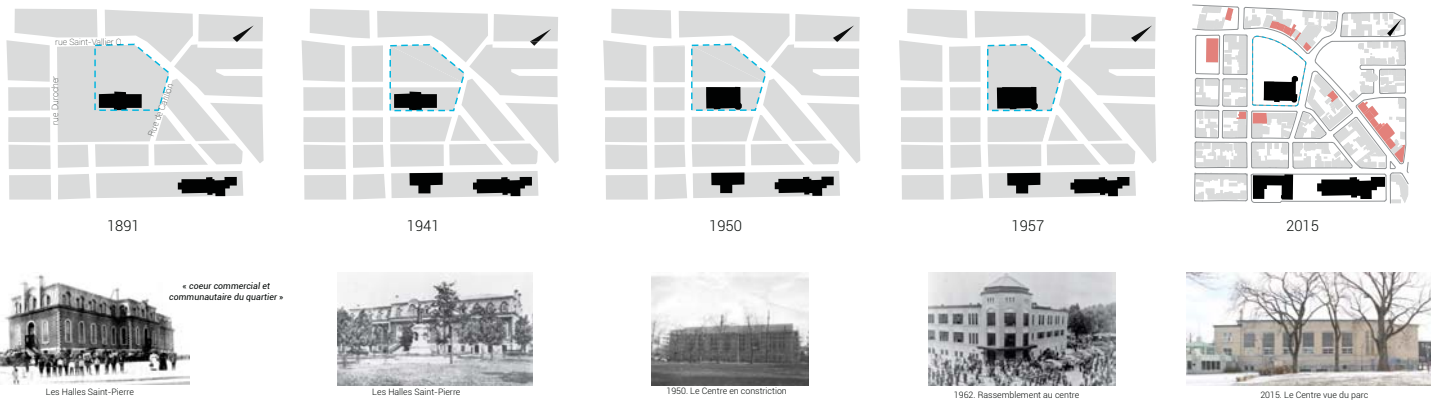 rue Saint-Vallier O
rue Durocher
Rue de Carillon
1891
1941
1950
1957
2015
« coeur commercial et
communautaire du quartier »
Les Halles Saint-Pierre
Les Halles Saint-Pierre
1950. Le Centre en constriction
1962. Rassemblement au centre
2015. Le Centre vue du parc